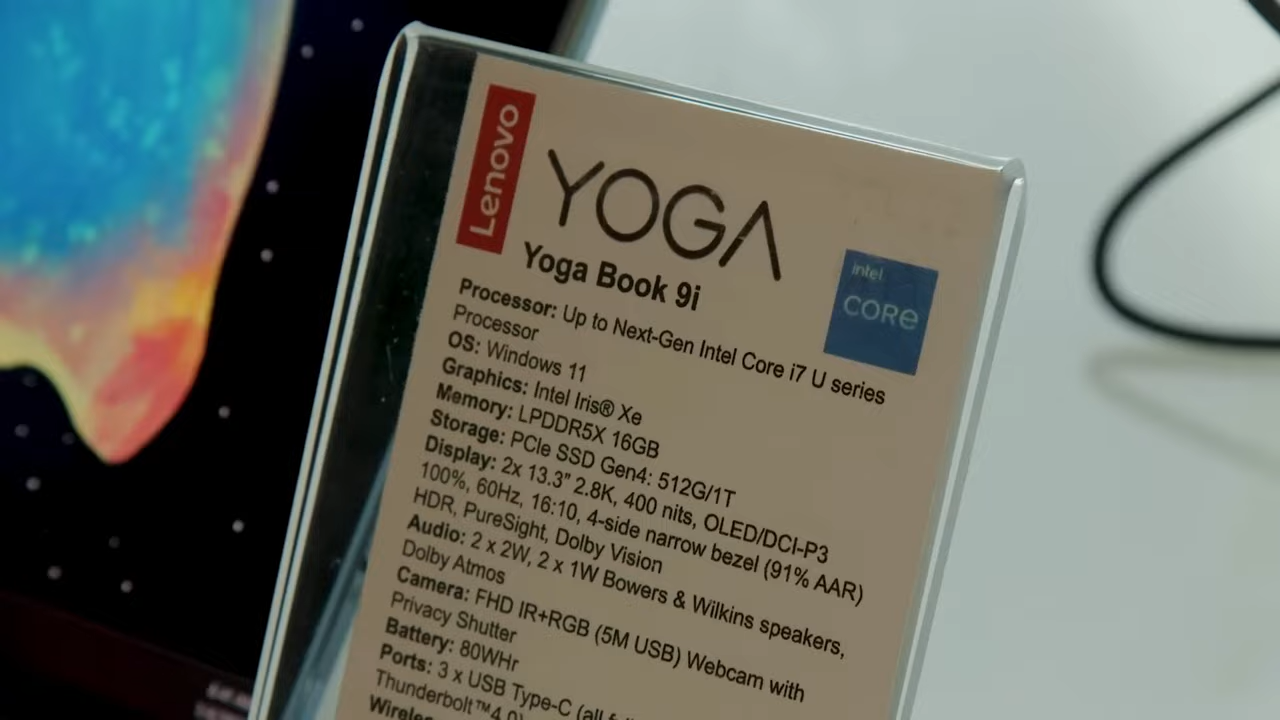 Lenovo
YOGA
Yoga Book 9i
intel
CORE
Processor: Up to Next-Gen Intel Core i7 U series
Processor
OS: Windows 11
Graphics: Intel Iris® Xe
Memory: LPDDR5X 16GB
Storage: PCIe SSD Gen4: 512G/1T
Display: 2x 13.3" 2.8K, 400 nits, OLED/DCI-P3
100%, 60Hz, 16:10, 4-side narrow bezel (91% AAR)
HDR, PureSight, Dolby Vision
Audio: 2 x 2W, 2 x 1W Bowers & Wilkins speakers,
Dolby Atmos
Camera: FHD IR+RGB (5M USB) Webcam with
Privacy Shutter
Battery: 80WHr
Ports: 3 x USB Type-C (all
Thunderbolt™4.0)